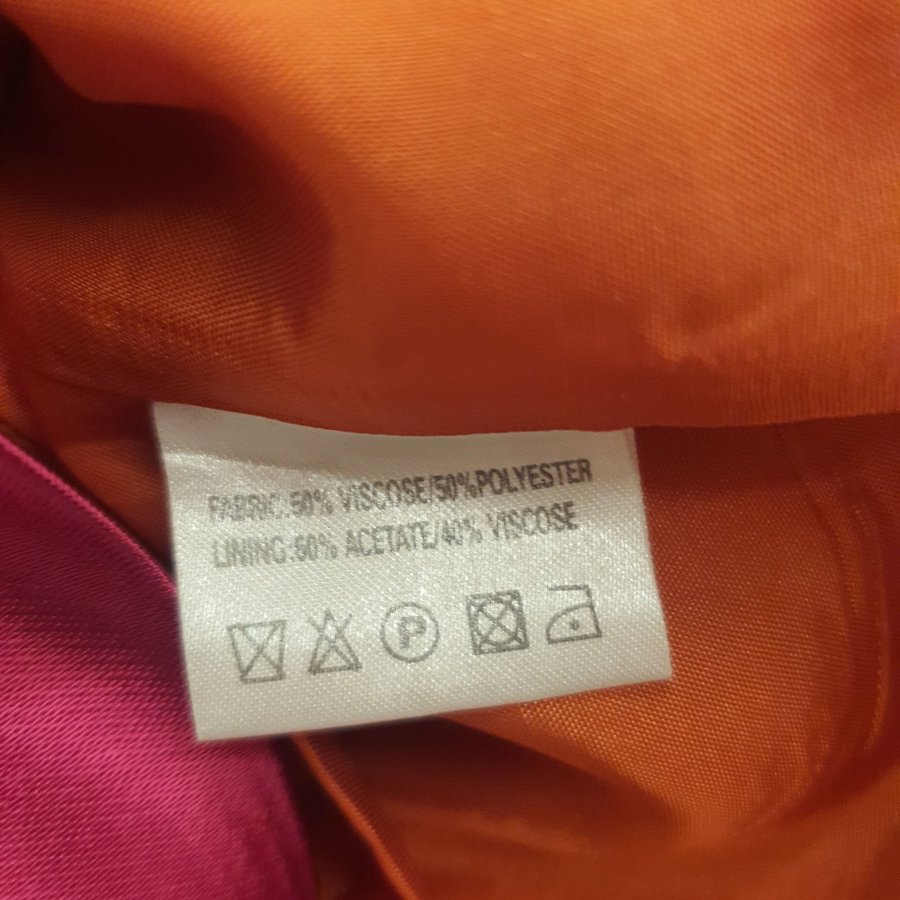 FABRIC:50% VISCOSE/50%POLYESTER
LINING:60% ACETATE/40% VISCOSE
P